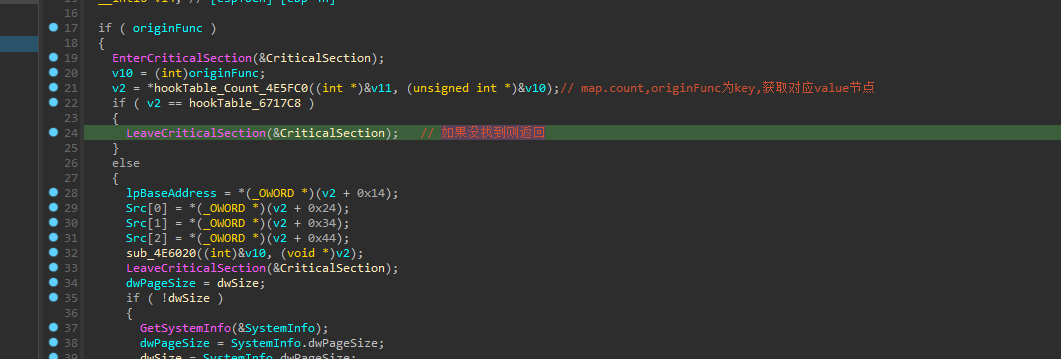 16
17 if ( originFunc )
18 {
19 EnterCriticalSection(&CriticalSection);
20 v10 = (int)originFunc;
21 v2 = *hookTable_Count_4E5FC0((int *)&v11, (unsigned int *)&v10);// map.count,originFunc为key,获取对应value节点
22 if ( v2 == hookTable_6717C8 )
23 {
24 LeaveCriticalSection(&CriticalSection); // 如果没找到则返回
25 }
26 else
27 {
28 lpBaseAddress = *(_OWORD *)(v2 + 0x14);
29 Src[0] = *(_OWORD *)(v2 + 0x24);
30 Src[1] = *(_OWORD *)(v2 + 0x34);
31 Src[2] = *(_OWORD *)(v2 + 0x44);
32 sub_4E6020((int)&v10, (void *)v2);
33 LeaveCriticalSection(&CriticalSection);
34 dwPageSize = dwSize;
35 if ( !dwSize )
36 {
37 GetSystemInfo(&SystemInfo);
38 dwPageSize = SystemInfo.dwPageSize;
39 dwSize = SystemInfo.dwPageSize;